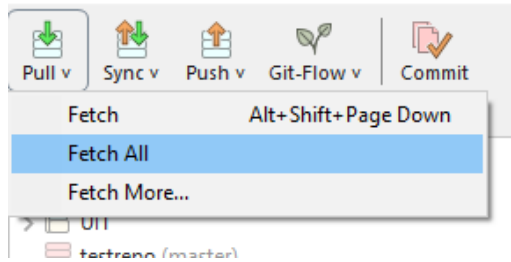 Pull v Sync v Push v Git-Flow v Commit
Fetch Alt+Shift+Page Down
Fetch All
Fetch More...
testrepo (master)